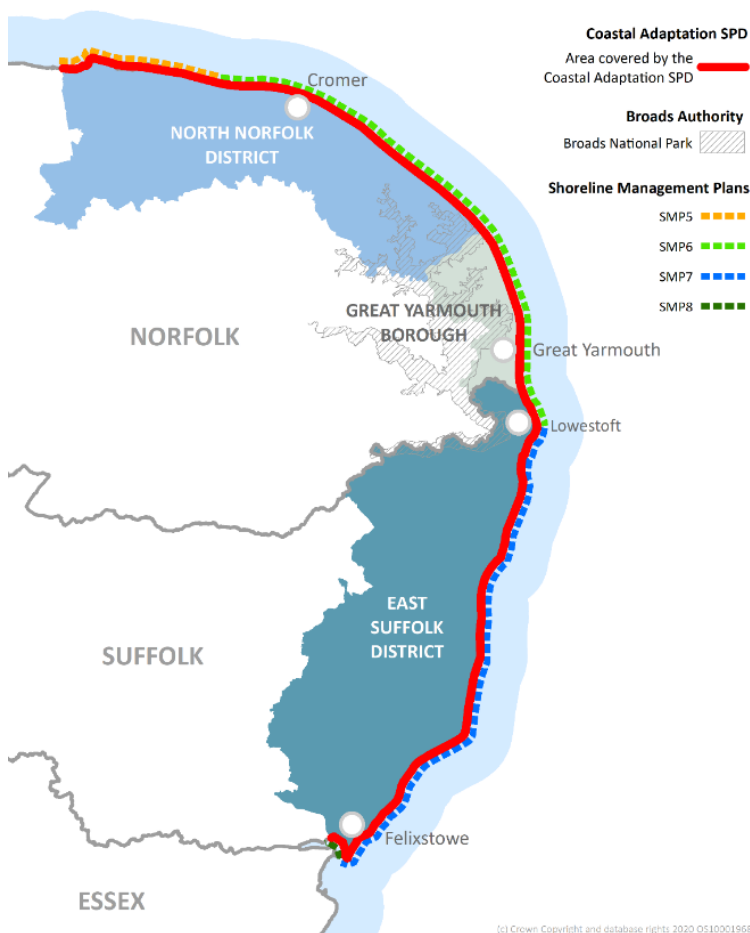 Coastal Adaptation SPD
Area covered by the
Coastal Adaptation SPD
Broads Authority
Broads National Park
Shoreline Management Plans
SMP5
SMP6
SMP7
SMP8
Cromer
NORTH NORFOLK
DISTRICT
GREAT YARMOUTH
BOROUGH
NORFOLK
Great Yarmouth
Lowestoft
EAST
SUFFOLK
DISTRICT
SUFFOLK
Felixstowe
ESSEX
(c) Crown Copyright and database rights 2020 OS1000196